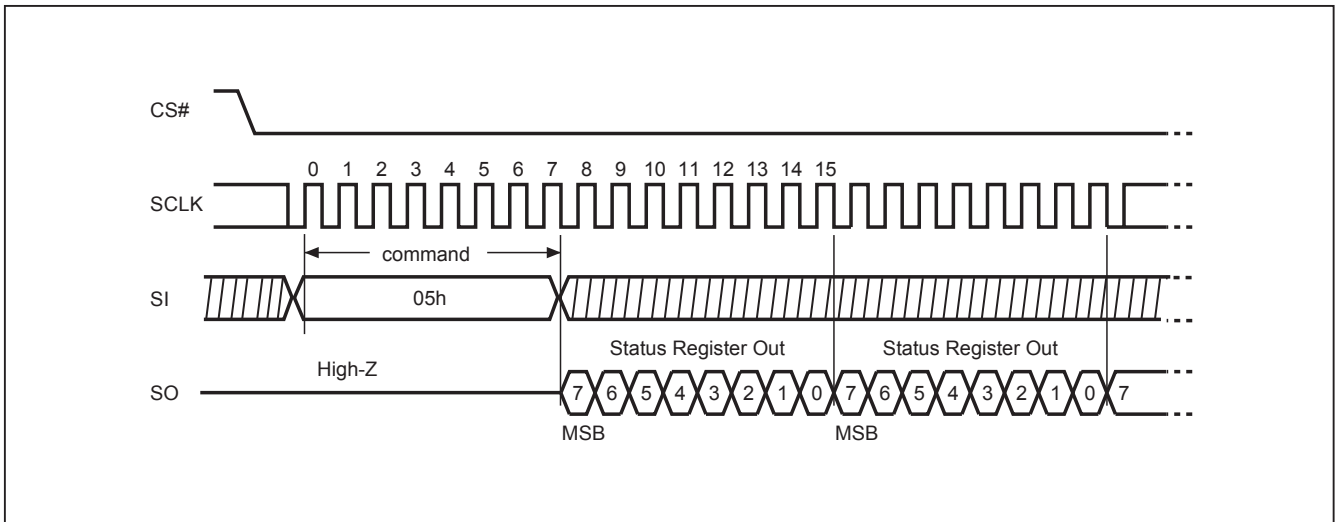 CS#
0 1 2 3 4 5 6 7 8 9 10 11 12 13 14 15
SCLK
command
SI
05h
Status Register Out Status Register Out
High-Z
SO
7 6 5 4 3 2 1 0 7 6 5 4 3 2 1 0 7
MSB MSB